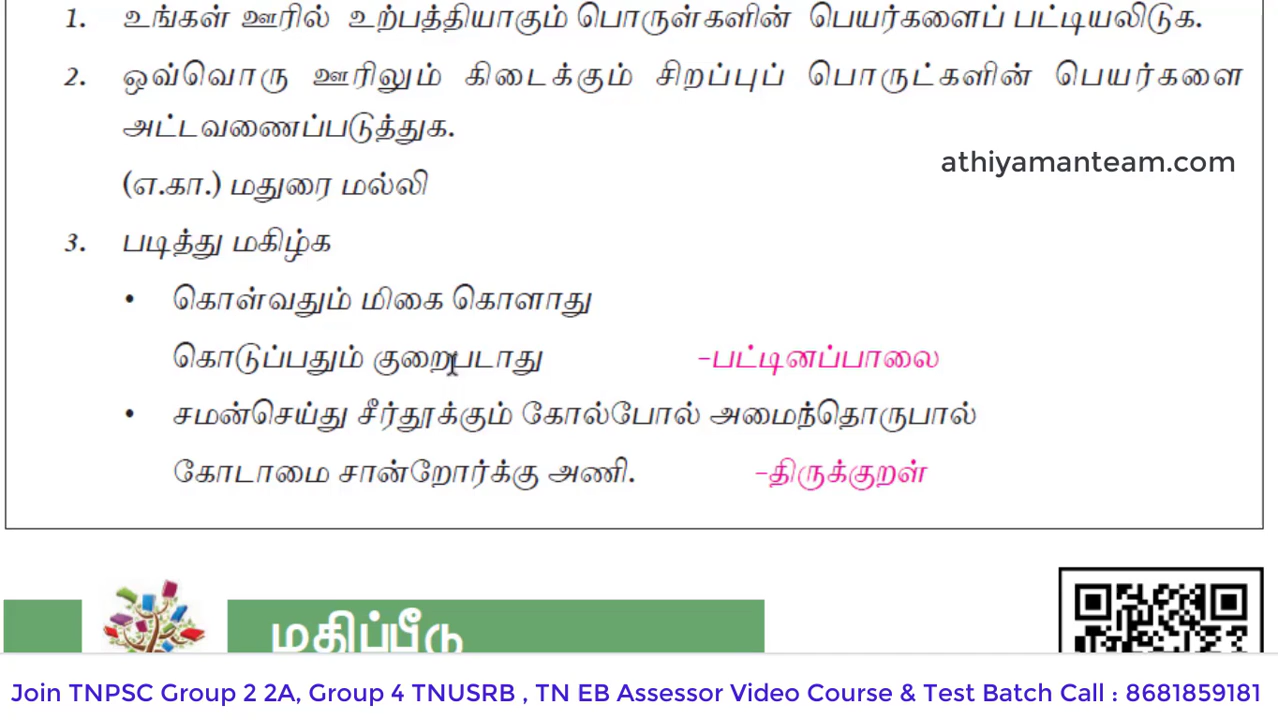 1. உங்கள் ஊரில் உற்பத்தியாகும் பொருள்களின் பெயர்களைப் பட்டியலிடுக.
2. ஒவ்வொரு ஊரிலும் கிடைக்கும் சிறப்புப் பொருட்களின் பெயர்களை
அட்டவணைப்படுத்துக.
athiyamanteam.com
(எ.கா.) மதுரை மல்லி
3. படித்து மகிழ்க
• கொள்வதும் மிகை கொளாது
கொடுப்பதும் குறைபடாது -பட்டினப்பாலை
• சமன்செய்து சீர்தூக்கும் கோல்போல் அமைந்தொருபால்
கோடாமை சான்றோர்க்கு அணி. -திருக்குறள்
மதிப்பீடு
Join TNPSC Group 2 2A, Group 4 TNUSRB , TN EB Assessor Video Course & Test Batch Call : 8681859181